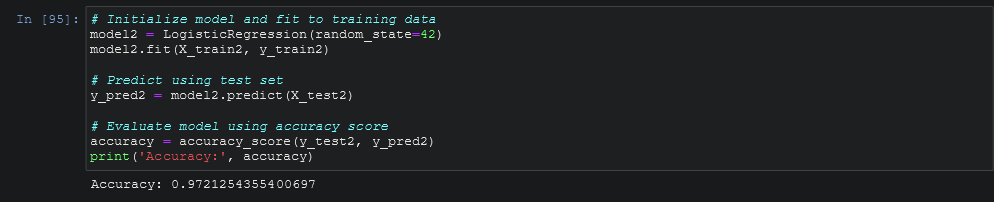 In [95]: # Initialize model and fit to training data
model2 = LogisticRegression(random_state=42)
model2.fit(X_train2, y_train2)
# Predict using test set
y_pred2 = model2.predict(X_test2)
# Evaluate model using accuracy score
accuracy = accuracy_score(y_test2, y_pred2)
print('Accuracy:', accuracy)
Accuracy: 0.9721254355400697